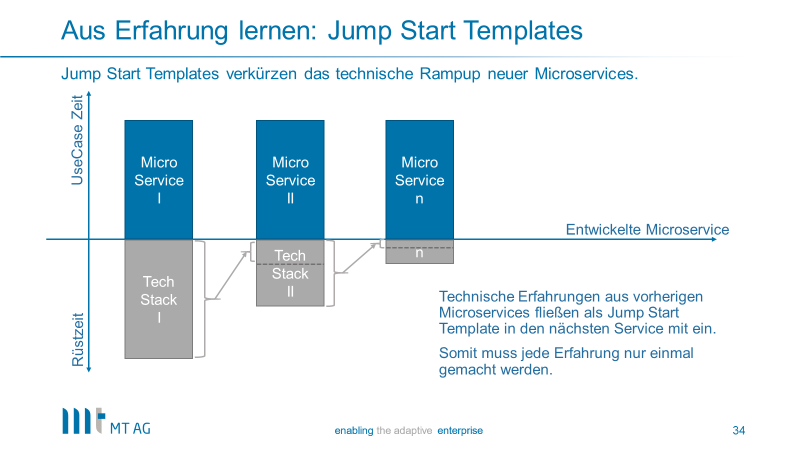 Aus Erfahrung lernen: Jump Start Templates
Jump Start Templates verkürzen das technische Rampup neuer Microservices.
UseCase Zeit
Micro
Service
I
Micro
Service
II
Micro
Service
n
Entwickelte Microservice
Tech
Stack
I
Tech
Stack
II
n
Rüstzeit
Technische Erfahrungen aus vorherigen
Microservices fließen als Jump Start
Template in den nächsten Service mit ein.
Somit muss jede Erfahrung nur einmal
gemacht werden.
mt MT AG
enabling the adaptive enterprise
34